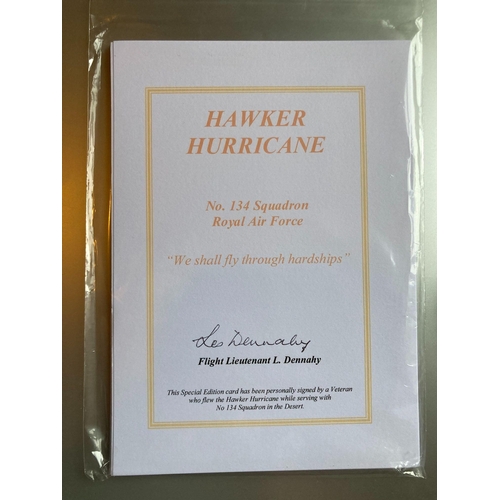 HAWKER
HURRICANE
No. 134 Squadron
Royal Air Force
"We shall fly through hardships"
Les Dennahy
Flight Lieutenant L. Dennahy
This Special Edition card has been personally signed by a Veteran
who flew the Hawker Hurricane while serving with
No 134 Squadron in the Desert.